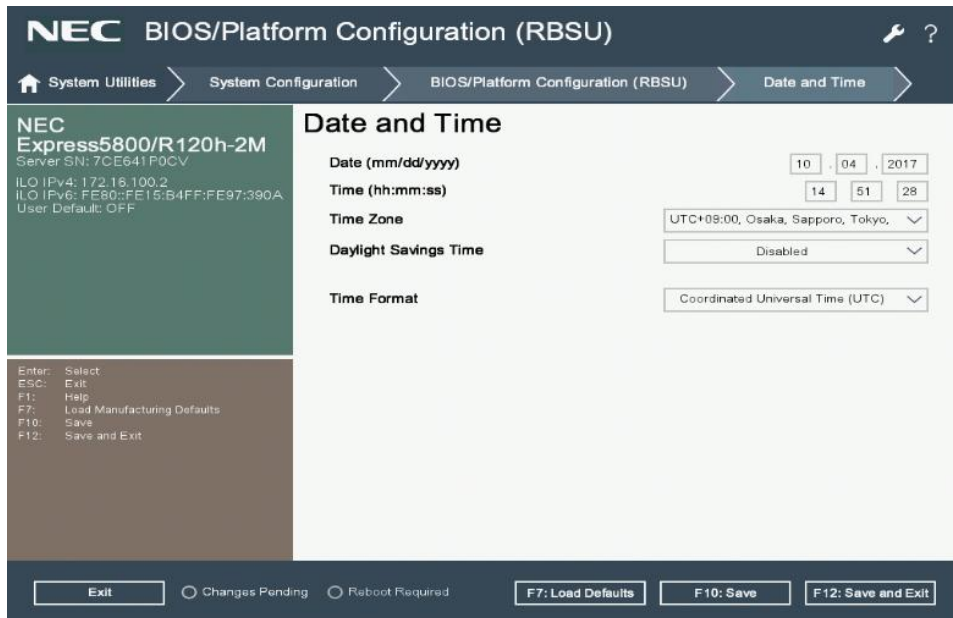 NEC BIOS/Platform Configuration (RBSU) ?
System Utilities System Configuration BIOS/Platform Configuration (RBSU) Date and Time
NEC
Express5800/R120h-2M
Server SN: 7CE641P0CV
iLO IPv4: 172.16.100.2
iLO IPv6: FE80::FE15:B4FF:FE97:390A
User Default: OFF
Date and Time
Date (mm/dd/yyyy) 10 . 04 . 2017
Time (hh:mm:ss) 14 51 28
Time Zone UTC+09:00, Osaka, Sapporo, Tokyo,
Daylight Savings Time Disabled
Time Format Coordinated Universal Time (UTC)
Enter: Select
ESC: Exit
F1: Help
F7: Load Manufacturing Defaults
F10: Save
F12: Save and Exit
Exit Changes Pending Reboot Required F7: Load Defaults F10: Save F12: Save and Exit